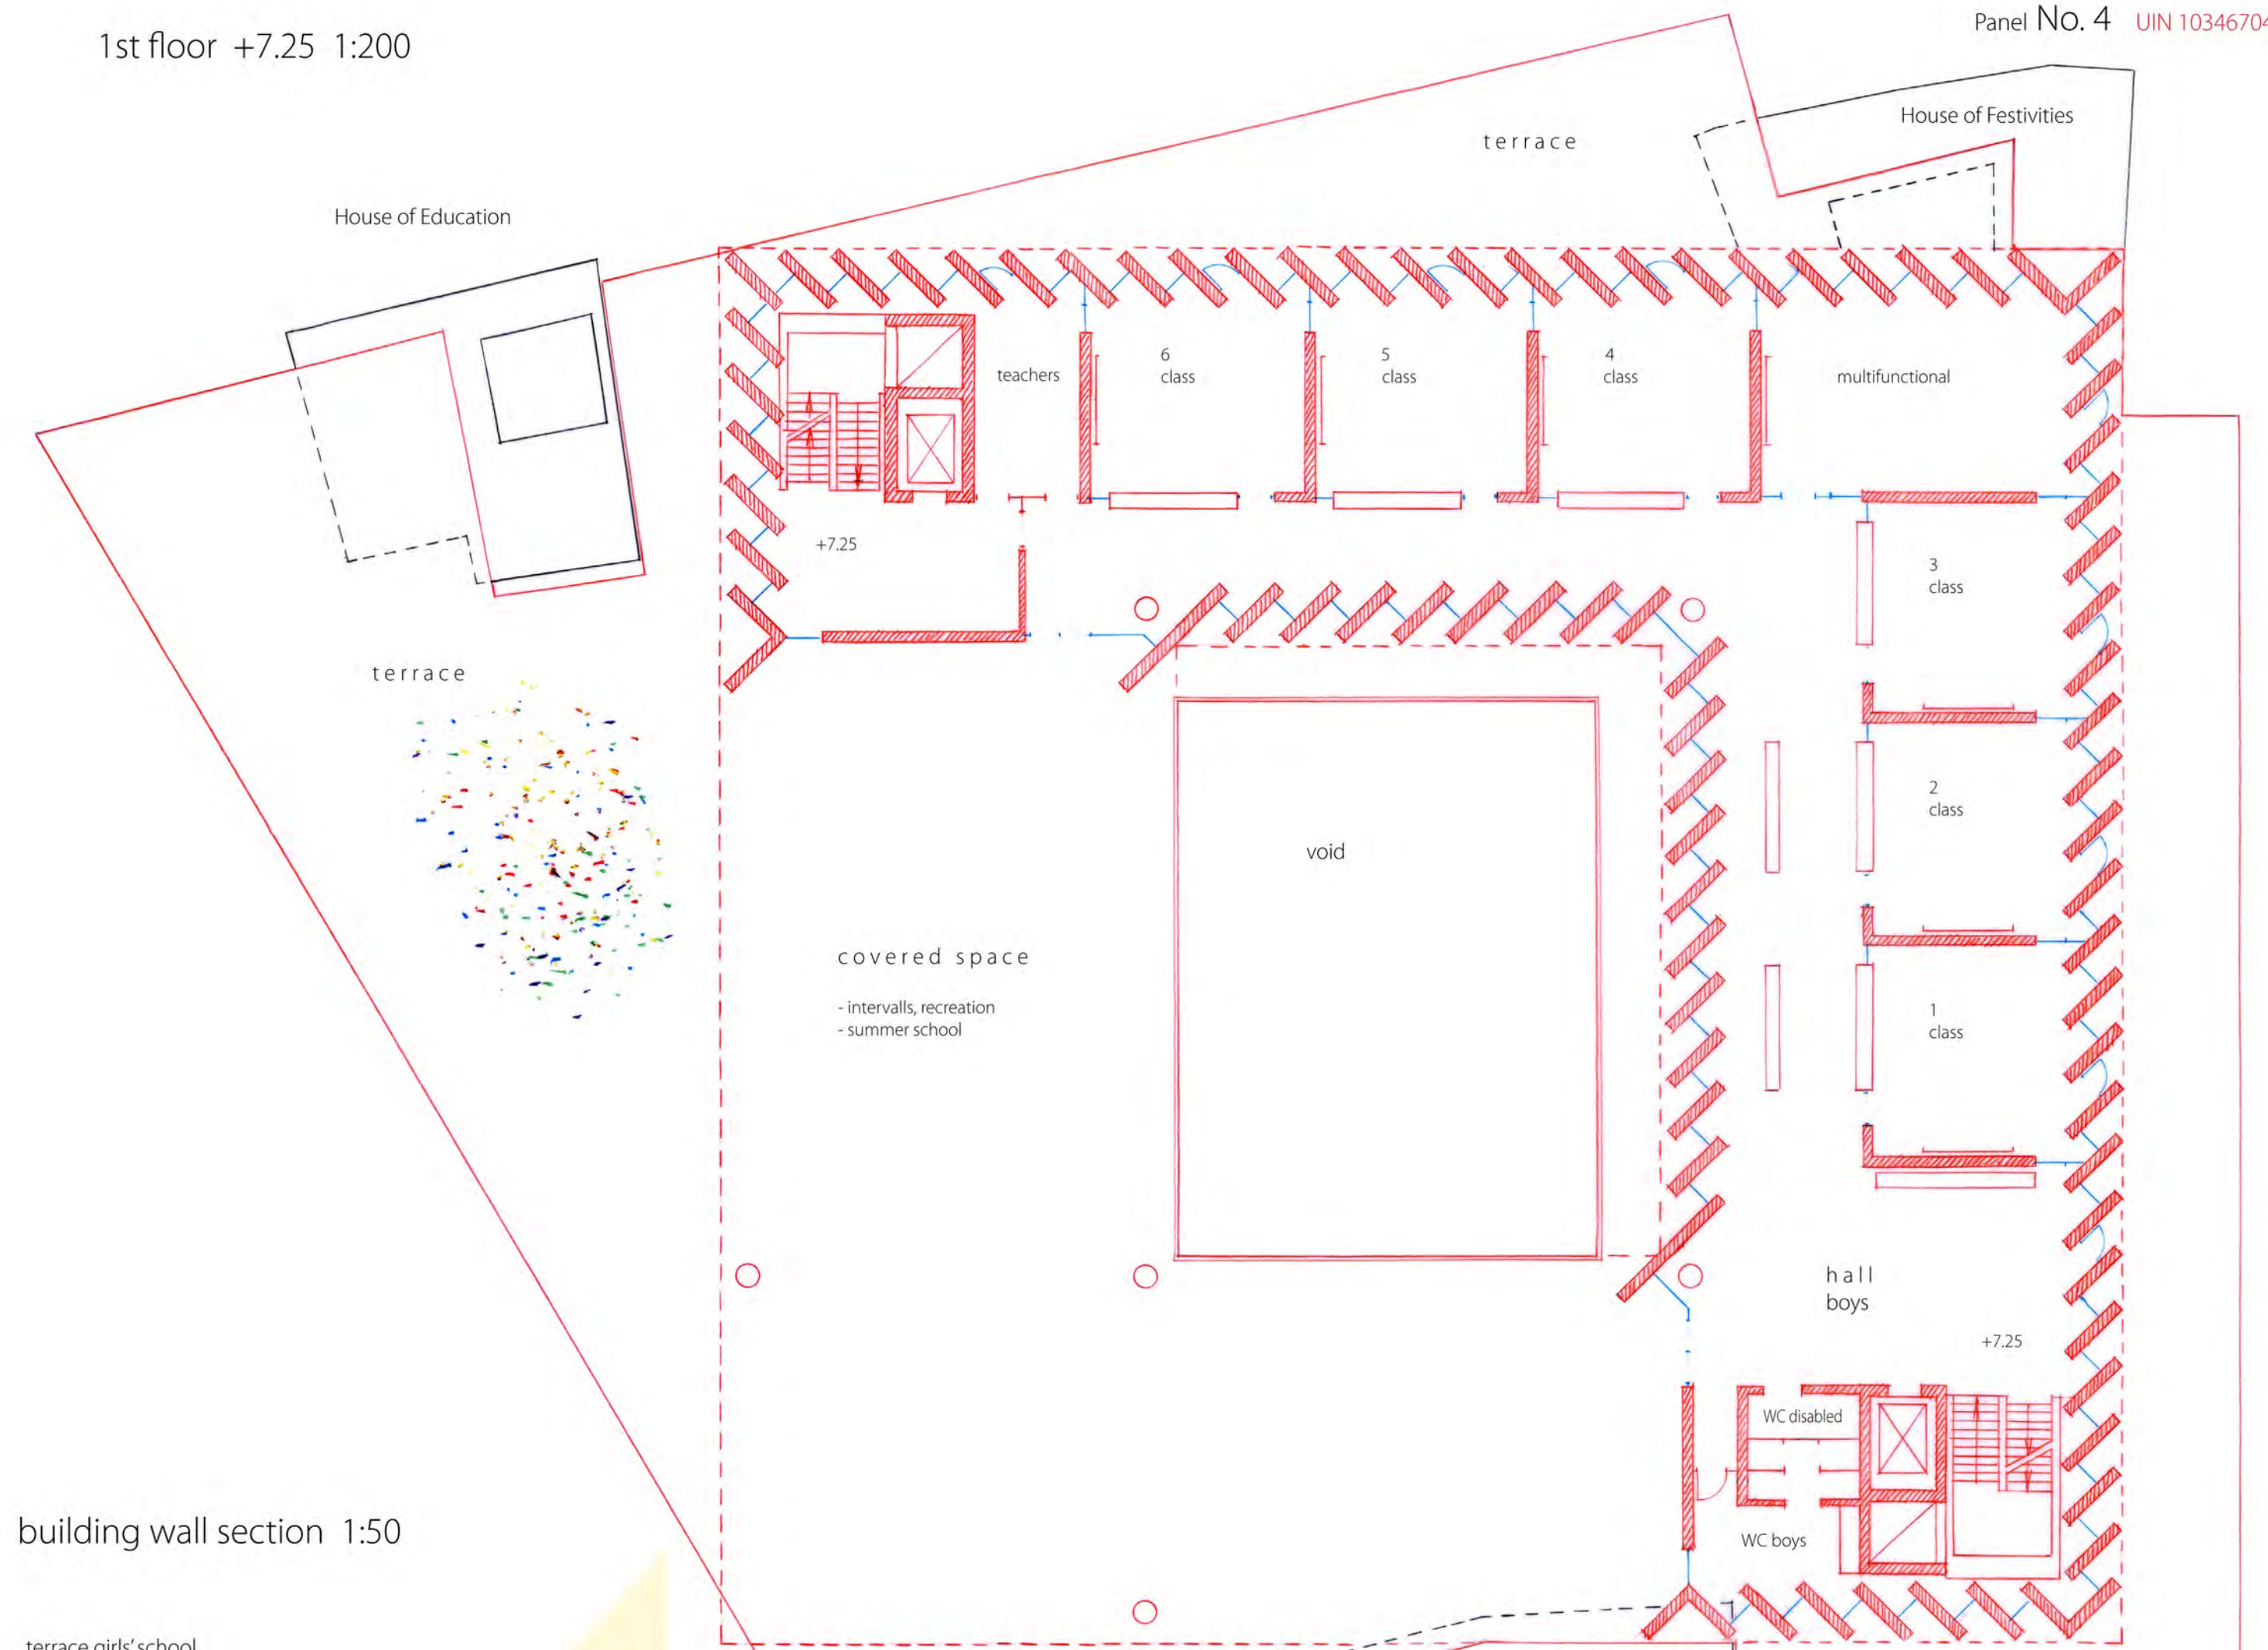 1st floor +7.25 1:200
Panel No. 4 UIN 10346704
House of Festivities
terrace
House of Education
teachers
6
class
5
class
4
class
multifunctional
+7.25
3
class
terrace
2
class
void
covered space
- intervalls, recreation
- summer school
1
class
hall
boys
+7.25
WC disabled
WC boys
building wall section 1:50
terrace girls' school